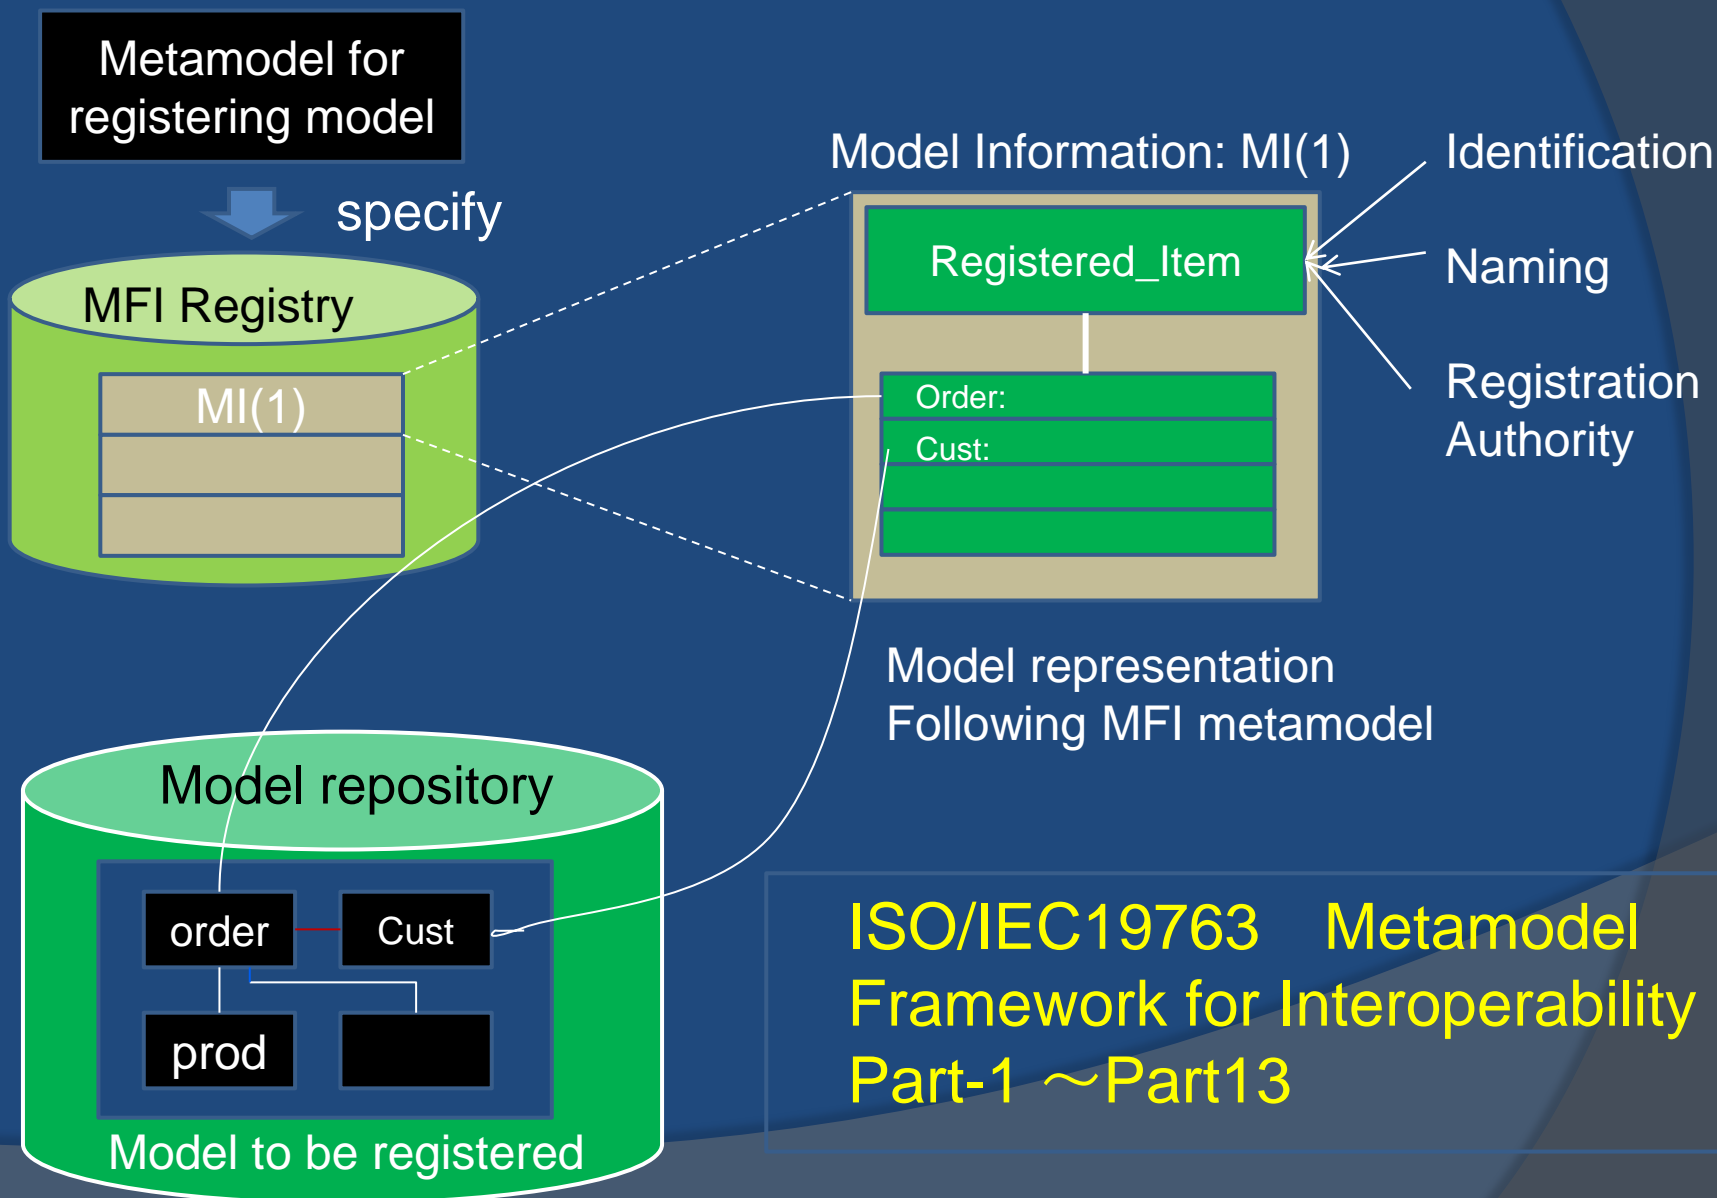 Metamodel for
registering model
specify
MFI Registry
MI(1)
Model Information: MI(1)
Registered_Item
Order:
Cust:
Identification
Naming
Registration
Authority
Model representation
Following MFI metamodel
Model repository
order
Cust
prod
Model to be registered
ISO/IEC19763　Metamodel
Framework for Interoperability
Part-1 ～Part13